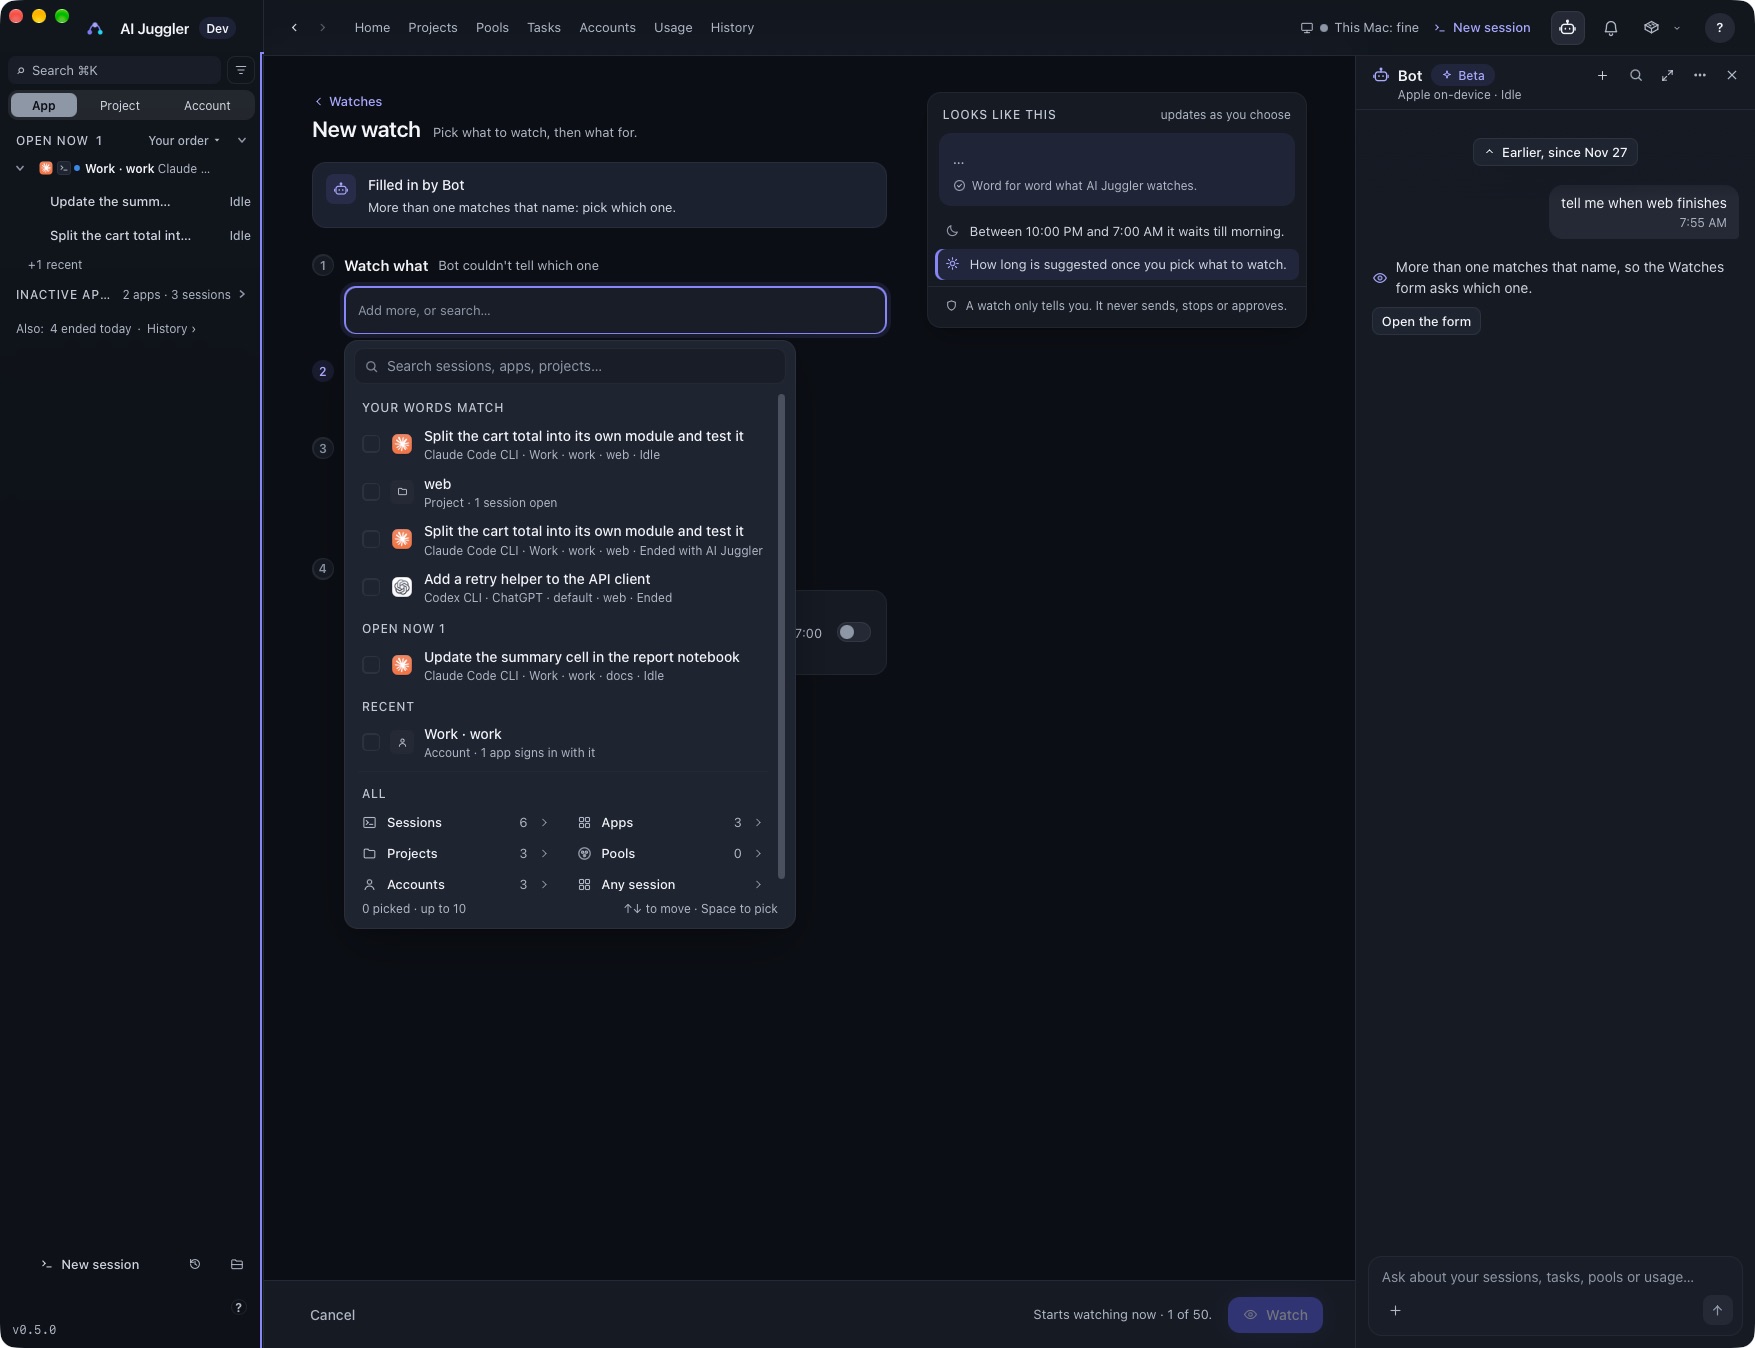 AI Juggler Dev
Search ⌘K
App Project Account
OPEN NOW 1 Your order
Work · work Claude ...
Update the summ... Idle
Split the cart total int... Idle
+1 recent
INACTIVE AP... 2 apps · 3 sessions
Also: 4 ended today · History ›
New session
?
v0.5.0
Home Projects Pools Tasks Accounts Usage History
This Mac: fine New session ?
Watches
New watch Pick what to watch, then what for.
Filled in by Bot
More than one matches that name: pick which one.
1 Watch what Bot couldn't tell which one
Add more, or search...
2
3
4
Search sessions, apps, projects...
YOUR WORDS MATCH
Split the cart total into its own module and test it
Claude Code CLI · Work · work · web · Idle
web
Project · 1 session open
Split the cart total into its own module and test it
Claude Code CLI · Work · work · web · Ended with AI Juggler
Add a retry helper to the API client
Codex CLI · ChatGPT · default · web · Ended
OPEN NOW 1
Update the summary cell in the report notebook
Claude Code CLI · Work · work · docs · Idle
RECENT
Work · work
Account · 1 app signs in with it
ALL
Sessions 6 Apps 3
Projects 3 Pools 0
Accounts 3 Any session
0 picked · up to 10 ↑↓ to move · Space to pick
7:00
LOOKS LIKE THIS updates as you choose
...
Word for word what AI Juggler watches.
Between 10:00 PM and 7:00 AM it waits till morning.
How long is suggested once you pick what to watch.
A watch only tells you. It never sends, stops or approves.
Cancel Starts watching now · 1 of 50. Watch
Bot Beta
Apple on-device · Idle
Earlier, since Nov 27
tell me when web finishes
7:55 AM
More than one matches that name, so the Watches
form asks which one.
Open the form
Ask about your sessions, tasks, pools or usage...